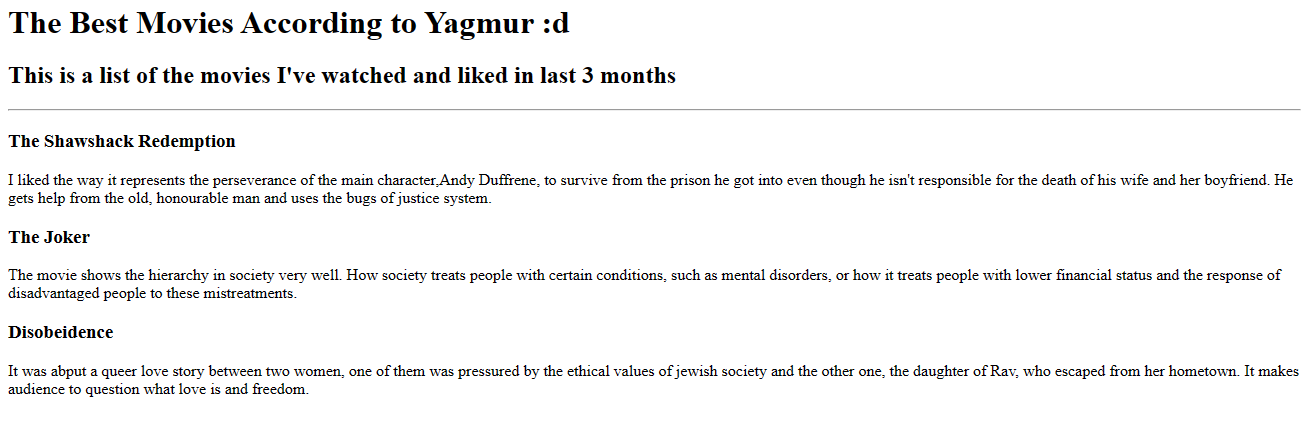 The Best Movies According to Yagmur :d
This is a list of the movies I've watched and liked in last 3 months
The Shawshack Redemption
I liked the way it represents the perseverance of the main character,Andy Duffrene, to survive from the prison he got into even though he isn't responsible for the death of his wife and her boyfriend. He
gets help from the old, honourable man and uses the bugs of justice system.
The Joker
The movie shows the hierarchy in society very well. How society treats people with certain conditions, such as mental disorders, or how it treats people with lower financial status and the response of
disadvantaged people to these mistreatments.
Disobeidence
It was abput a queer love story between two women, one of them was pressured by the ethical values of jewish society and the other one, the daughter of Rav, who escaped from her hometown. It makes
audience to question what love is and freedom.